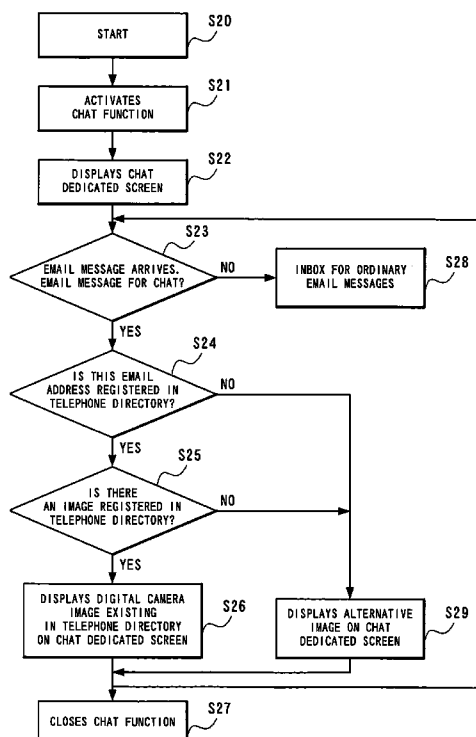 S20
START
S21
ACTIVATES
CHAT FUNCTION
S22
DISPLAYS CHAT
DEDICATED SCREEN
S23
EMAIL MESSAGE ARRIVES.
EMAIL MESSAGE FOR CHAT?
NO
INBOX FOR ORDINARY
EMAIL MESSAGES
S28
YES
S24
IS THIS EMAIL
ADDRESS REGISTERED IN
TELEPHONE DIRECTORY?
NO
YES
S25
IS THERE
AN IMAGE REGISTERED IN
TELEPHONE DIRECTORY?
NO
YES
DISPLAYS DIGITAL CAMERA
IMAGE EXISTING
IN TELEPHONE DIRECTORY
ON CHAT DEDICATED SCREEN
S26
DISPLAYS ALTERNATIVE
IMAGE ON CHAT
DEDICATED SCREEN
S29
S27
CLOSES CHAT FUNCTION